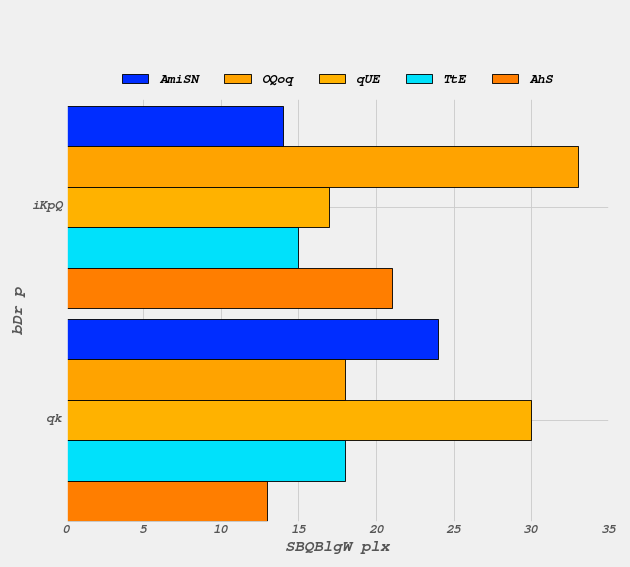 AmiSN OQoq qUE TtE AhS
iKpQ
bDr p
qk
0 5 10 15 20 25 30 35
SBQBlgW plx